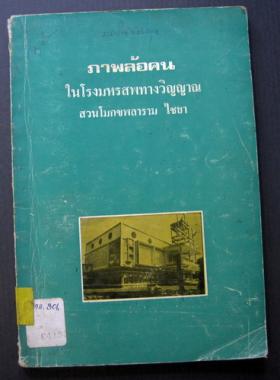 ภาพล้อคน
ในโรงมหรสพทางวิญญาณ
สวนโมกขพลาราม ไชยา